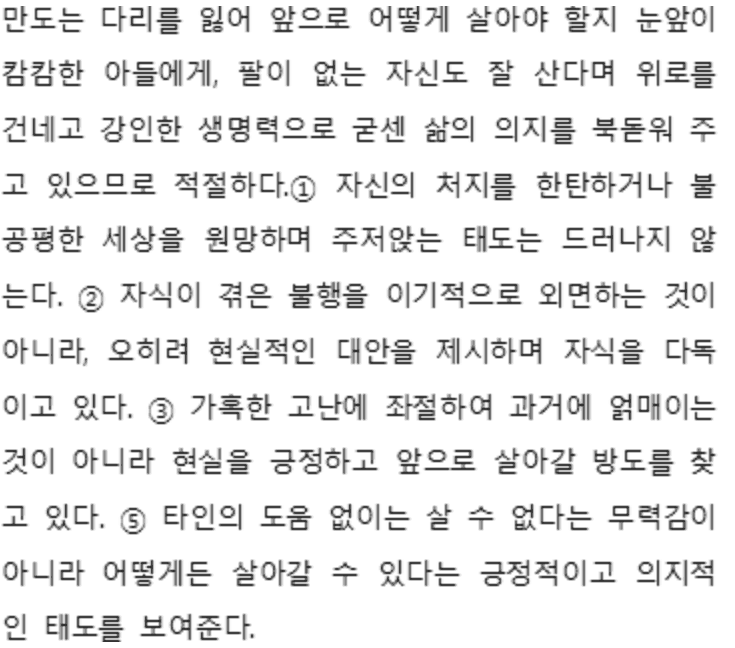 만도는 다리를 잃어 앞으로 어떻게 살아야 할지 눈앞이
캄캄한 아들에게, 팔이 없는 자신도 잘 산다며 위로를
건네고 강인한 생명력으로 굳센 삶의 의지를 북돋워 주
고 있으므로 적절하다.① 자신의 처지를 한탄하거나 불
공평한 세상을 원망하며 주저앉는 태도는 드러나지 않
는다. ② 자식이 겪은 불행을 이기적으로 외면하는 것이
아니라, 오히려 현실적인 대안을 제시하며 자식을 다독
이고 있다. ③ 가혹한 고난에 좌절하여 과거에 얽매이는
것이 아니라 현실을 긍정하고 앞으로 살아갈 방도를 찾
고 있다. ⑤ 타인의 도움 없이는 살 수 없다는 무력감이
아니라 어떻게든 살아갈 수 있다는 긍정적이고 의지적
인 태도를 보여준다.